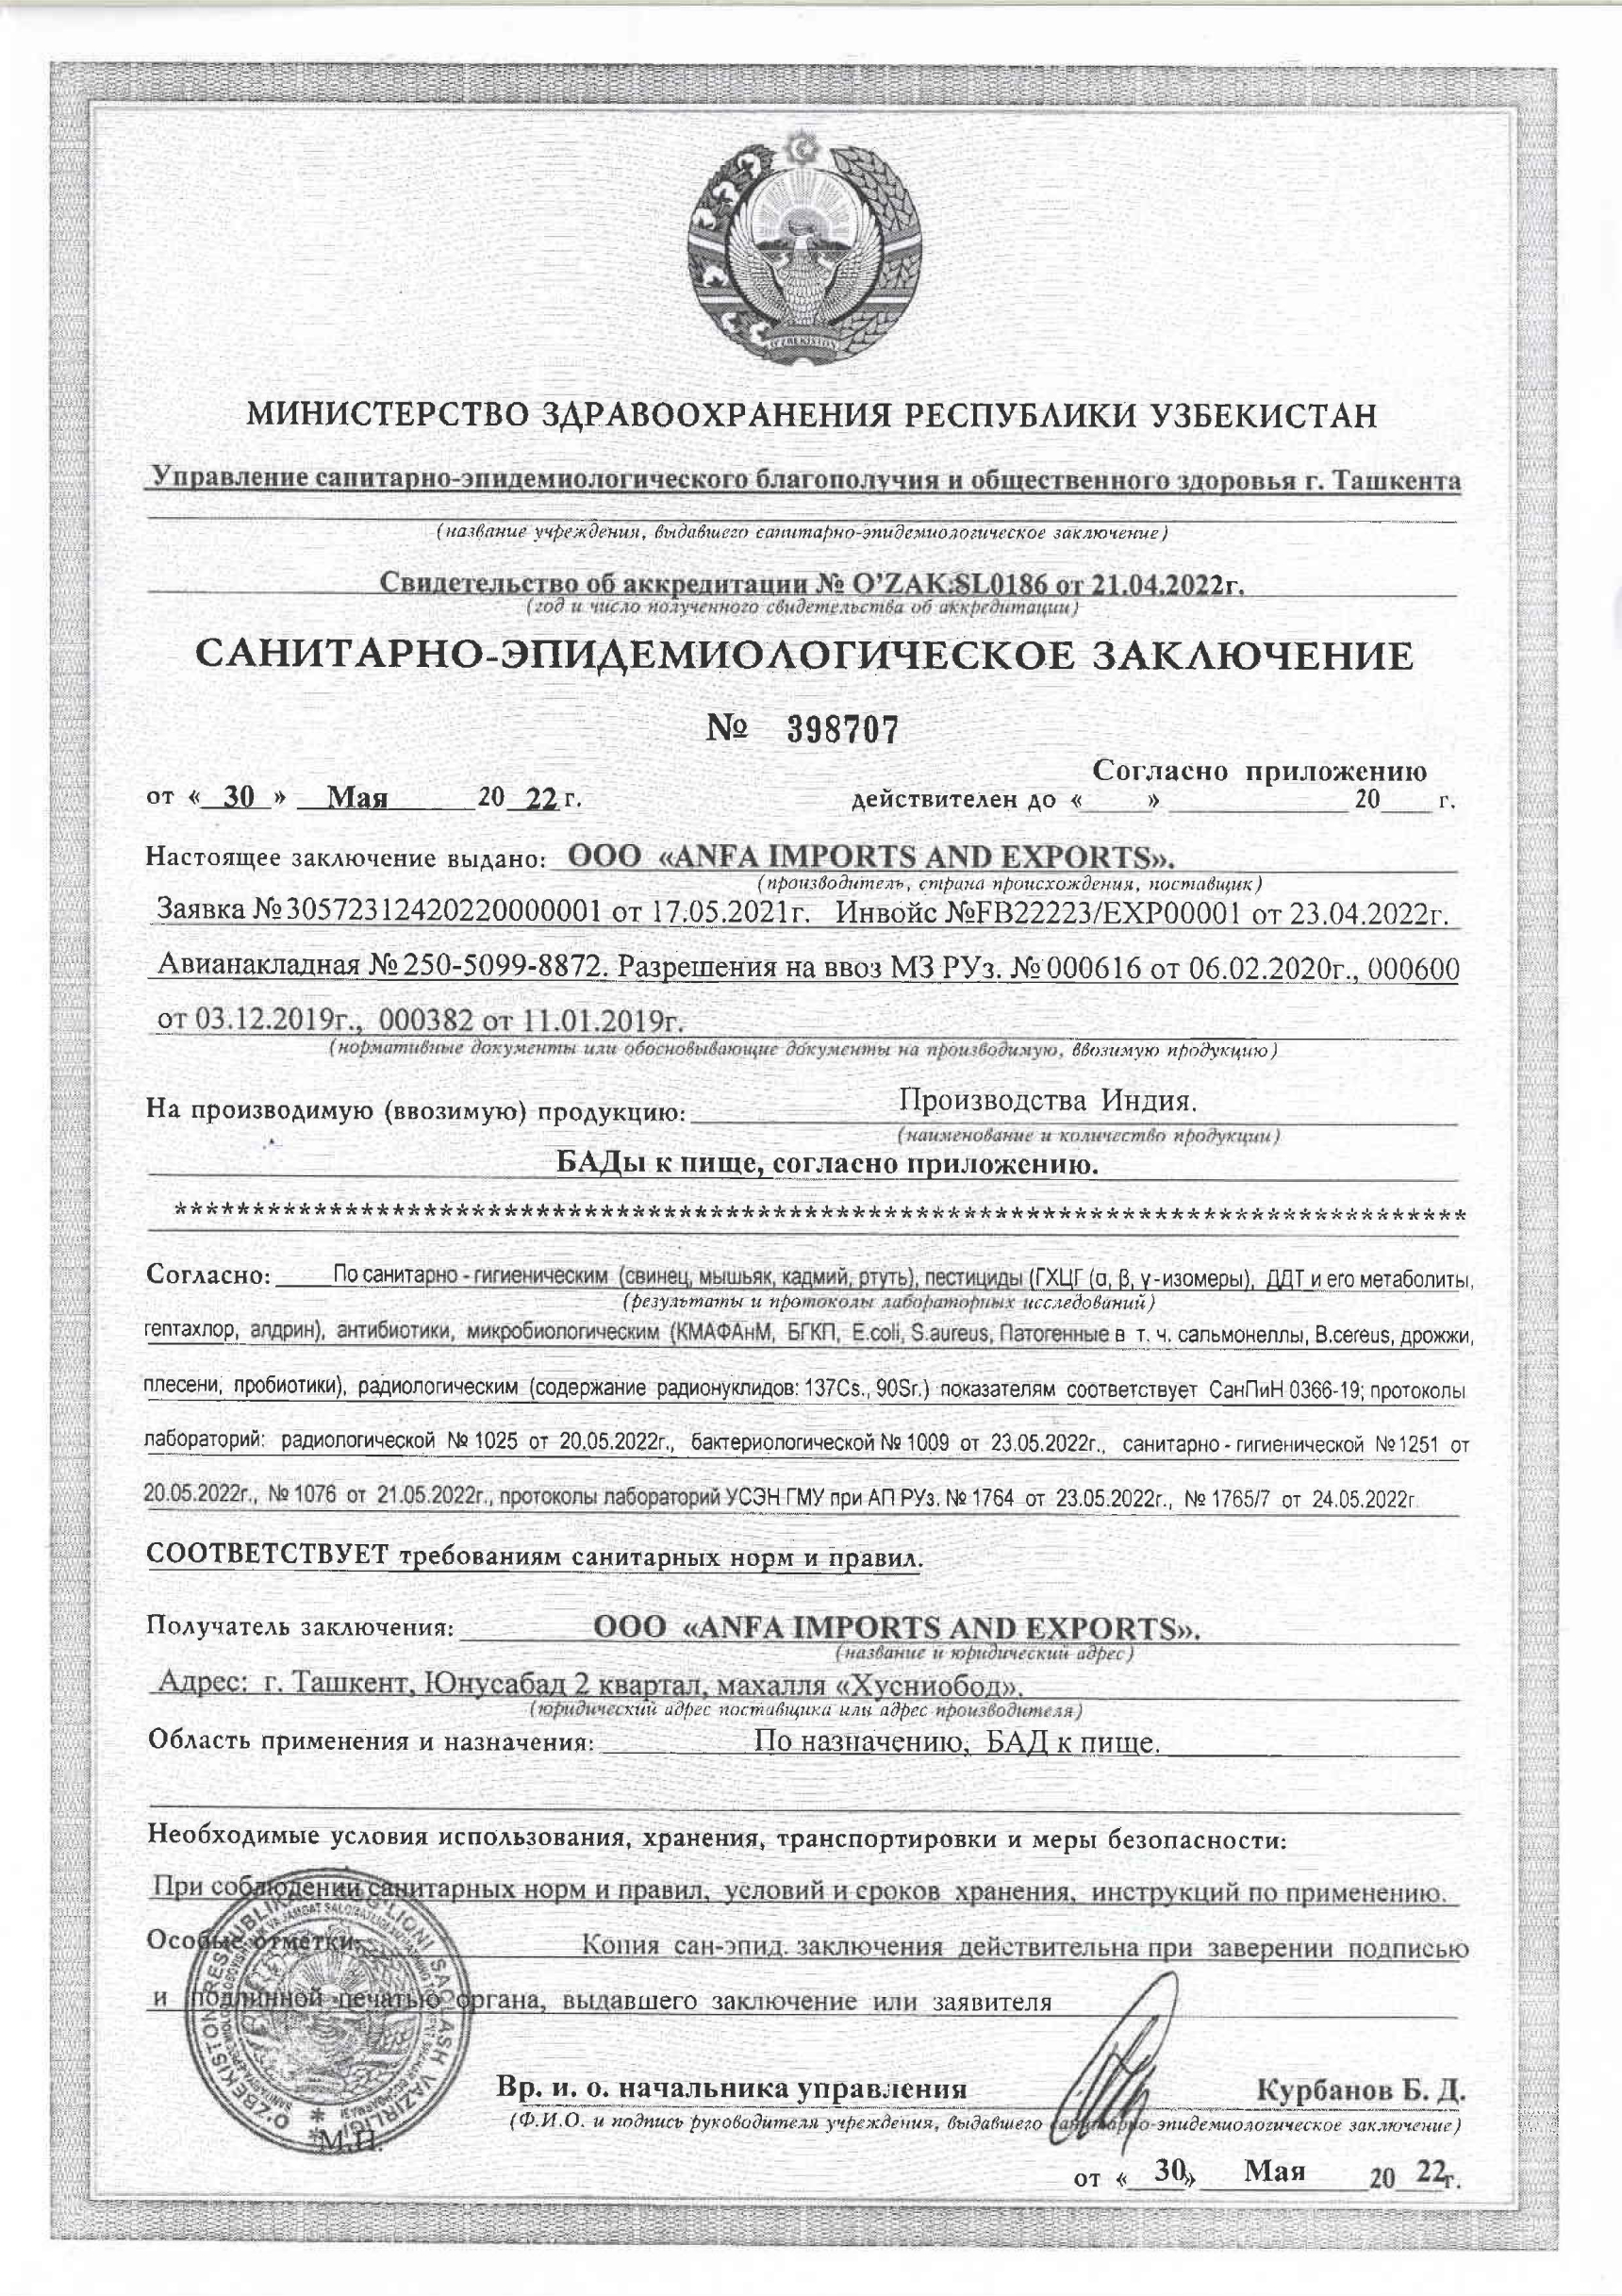 O'ZBEKISTON
МИНИСТЕРСТВО ЗДРАВООХРАНЕНИЯ РЕСПУБЛИКИ УЗБЕКИСТАН
Управление санитарно-эпидемиологического благополучия и общественного здоровья г. Ташкента
(название учреждения, выдавшего санитарно-эпидемиологическое заключение)
Свидетельство об аккредитации № O’ZAK.SL0186 от 21.04.2022г.
(год и число полученного свидетельства об аккредитации)
САНИТАРНО-ЭПИДЕМИОЛОГИЧЕСКОЕ ЗАКЛЮЧЕНИЕ
№ 398707
Согласно приложению
от « 30 » Мая 20 22 г. действителен до « » 20 г.
Настоящее заключение выдано: ООО «ANFA IMPORTS AND EXPORTS».
(производитель, страна происхождения, поставщик)
Заявка №30572312420220000001 от 17.05.2021г. Инвойс №FB22223/EXP00001 от 23.04.2022г.
Авианакладная №250-5099-8872. Разрешения на ввоз МЗ РУз. №000616 от 06.02.2020г., 000600
от 03.12.2019г., 000382 от 11.01.2019г.
(нормативные документы или обосновывающие документы на производимую, ввозимую продукцию)
На производимую (ввозимую) продукцию: Производства Индия.
(наименование и количество продукции)
БАДы к пище, согласно приложению.
**********************************************************************************
Согласно: По санитарно - гигиеническим (свинец, мышьяк, кадмий, ртуть), пестициды (ГХЦГ (α, β, γ-изомеры), ДДТ и его метаболиты,
(результаты и протоколы лабораторных исследований)
гептахлор, алдрин), антибиотики, микробиологическим (КМАФАнМ, БГКП, E.coli, S.aureus, Патогенные в т. ч. сальмонеллы, B.cereus, дрожжи,
плесени, пробиотики), радиологическим (содержание радионуклидов: 137Cs., 90Sr.) показателям соответствует СанПиН 0366-19; протоколы
лабораторий: радиологической № 1025 от 20.05.2022г., бактериологической № 1009 от 23.05.2022г., санитарно - гигиенической №1251 от
20.05.2022г., № 1076 от 21.05.2022г., протоколы лабораторий УСЭН ГМУ при АП РУз. № 1764 от 23.05.2022г., № 1765/7 от 24.05.2022г.
СООТВЕТСТВУЕТ требованиям санитарных норм и правил.
Получатель заключения: ООО «ANFA IMPORTS AND EXPORTS».
(название и юридический адрес)
Адрес: г. Ташкент, Юнусабад 2 квартал, махалля «Хусниобод».
(юридический адрес поставщика или адрес производителя)
Область применения и назначения: По назначению, БАД к пище.
Необходимые условия использования, хранения, транспортировки и меры безопасности:
При соблюдении санитарных норм и правил, условий и сроков хранения, инструкций по применению.
Особые отметки: Копия сан-эпид. заключения действительна при заверении подписью
и подлинной печатью органа, выдавшего заключение или заявителя
Вр. и. о. начальника управления Курбанов Б. Д.
(Ф.И.О. и подпись руководителя учреждения, выдавшего санитарно-эпидемиологическое заключение)
М.П.
от « 30» Мая 20 22г.